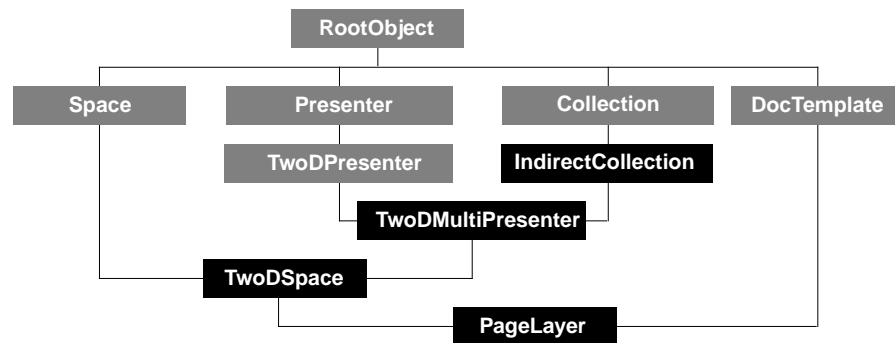 RootObject
Space
Presenter
Collection
DocTemplate
TwoDPresenter
IndirectCollection
TwoDMultiPresenter
TwoDSpace
PageLayer